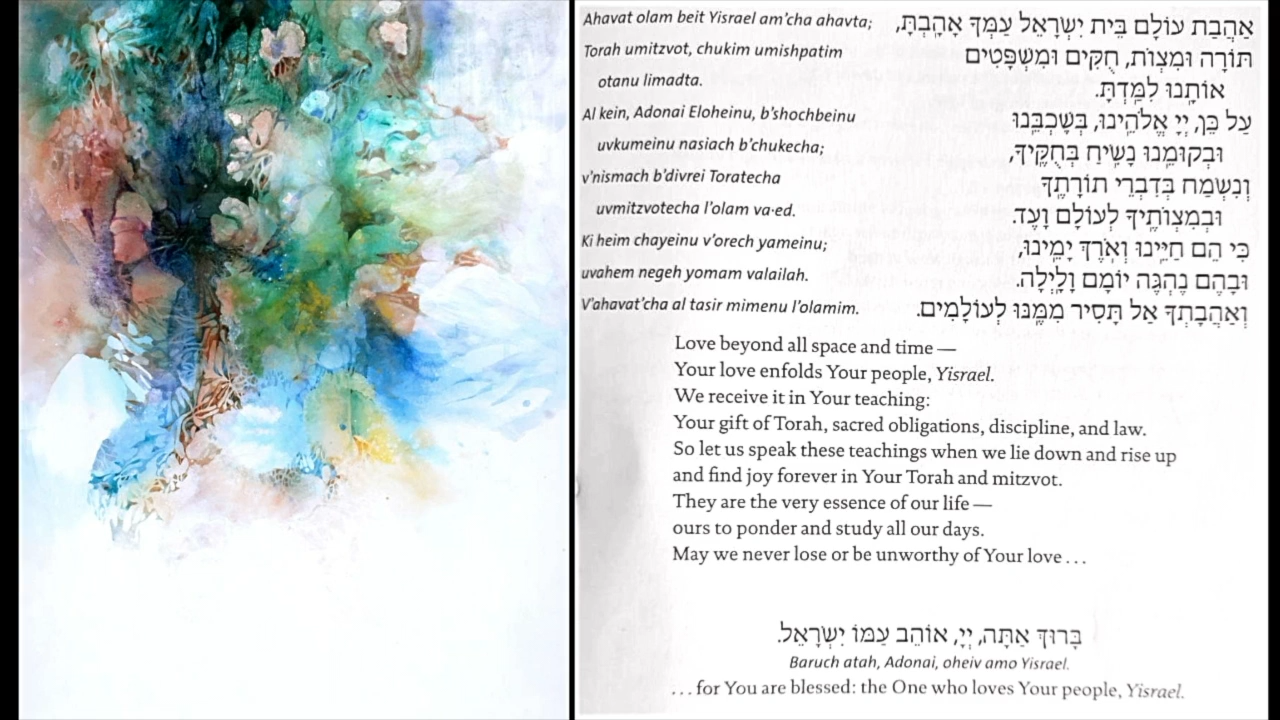 Ahavat olam beit Yisrael am'cha ahavta;
Torah umitzvot, chukim umishpatim
otanu limadta.
Al kein, Adonai Eloheinu, b'shochbeinu
uvkumeinu nasiach b'chukecha;
v'nismach b'divrei Toratecha
uvmitzvotecha l'olam va·ed.
Ki heim chayeinu v'orech yameinu;
uvahem negeh yomam valailah.
V'ahavat'cha al tasir mimenu l'olamim.
אַהֲבַת עוֹלָם בֵּית יִשְׂרָאֵל עַמְּךָ אָהָֽבְתָּ,
תּוֹרָה וּמִצְוֹת, חֻקִּים וּמִשְׁפָּטִים
אוֹתָֽנוּ לִמַּֽדְתָּ.
עַל כֵּן, יְיָ אֱלֹהֵֽינוּ, בְּשׇׁכְבֵּֽנוּ
וּבְקוּמֵֽנוּ נָשִֽׂיחַ בְּחֻקֶּֽיךָ,
וְנִשְׂמַח בְּדִבְרֵי תוֹרָתֶֽךָ
וּבְמִצְוֹתֶֽיךָ לְעוֹלָם וָעֶד.
כִּי הֵם חַיֵּֽינוּ וְאֹֽרֶךְ יָמֵֽינוּ,
וּבָהֶם נֶהְגֶּה יוֹמָם וָלָֽיְלָה.
וְאַהֲבָתְךָ אַל תָּסִיר מִמֶּֽנּוּ לְעוֹלָמִים.
Love beyond all space and time —
Your love enfolds Your people, Yisrael.
We receive it in Your teaching:
Your gift of Torah, sacred obligations, discipline, and law.
So let us speak these teachings when we lie down and rise up
and find joy forever in Your Torah and mitzvot.
They are the very essence of our life —
ours to ponder and study all our days.
May we never lose or be unworthy of Your love . . .
בָּרוּךְ אַתָּה, יְיָ, אוֹהֵב עַמּוֹ יִשְׂרָאֵל.
Baruch atah, Adonai, oheiv amo Yisrael.
. . . for You are blessed: the One who loves Your people, Yisrael.